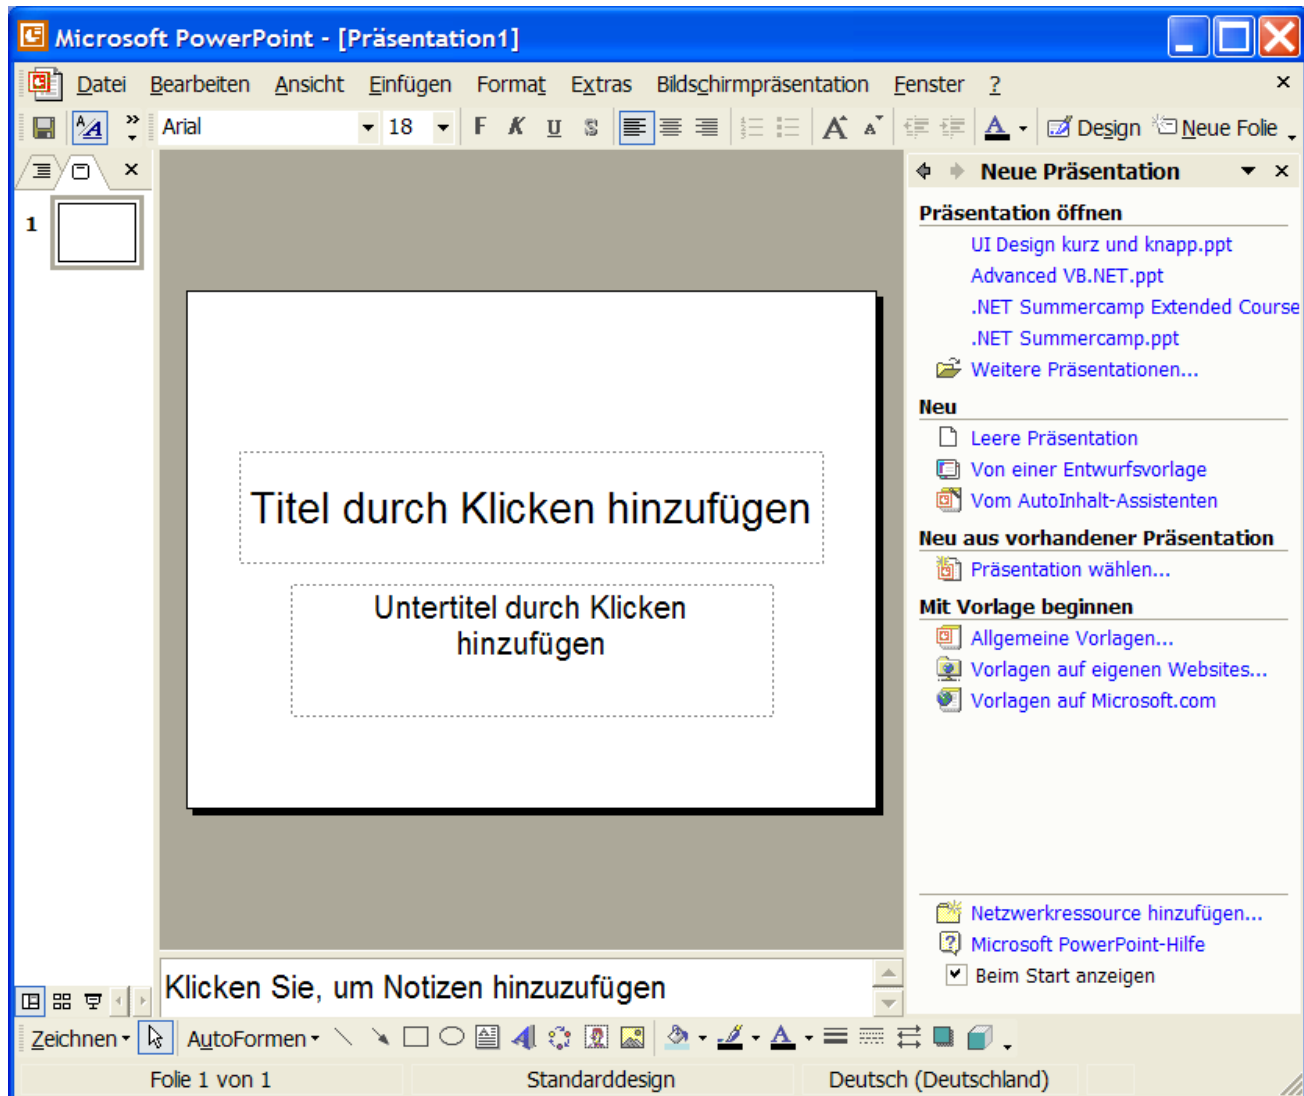 Microsoft PowerPoint - [Präsentation1]
Datei Bearbeiten Ansicht Einfügen Format Extras Bildschirmpräsentation Fenster ?
Arial 18 F K U S Design Neue Folie
Neue Präsentation
1
Präsentation öffnen
UI Design kurz und knapp.ppt
Advanced VB.NET.ppt
.NET Summercamp Extended Course
.NET Summercamp.ppt
Weitere Präsentationen...
Neu
Leere Präsentation
Von einer Entwurfsvorlage
Vom AutoInhalt-Assistenten
Neu aus vorhandener Präsentation
Präsentation wählen...
Mit Vorlage beginnen
Allgemeine Vorlagen...
Vorlagen auf eigenen Websites...
Vorlagen auf Microsoft.com
Titel durch Klicken hinzufügen
Untertitel durch Klicken
hinzufügen
Netzwerkressource hinzufügen...
Microsoft PowerPoint-Hilfe
Beim Start anzeigen
Klicken Sie, um Notizen hinzuzufügen
Zeichnen AutoFormen
Folie 1 von 1 Standarddesign Deutsch (Deutschland)